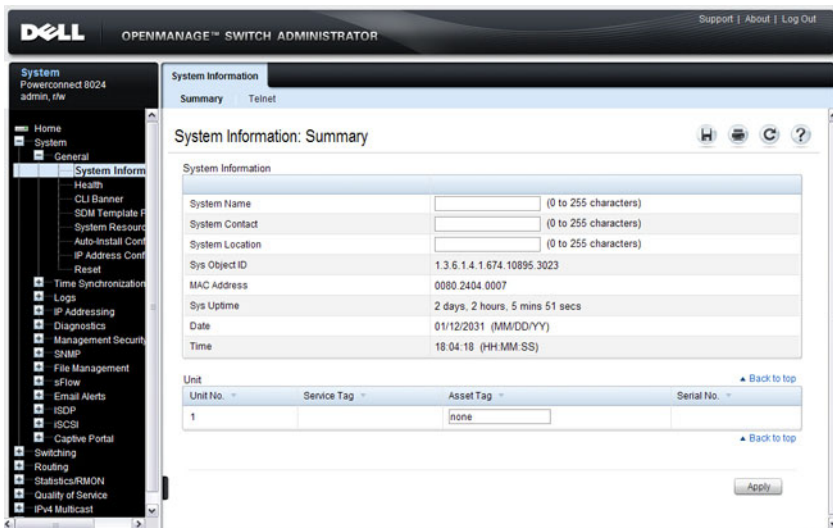 DELL
OPENMANAGE™ SWITCH ADMINISTRATOR
Support | About | Log Out
System
Powerconnect 8024
admin, r/w
Home
System
General
System Inform
Health
CLI Banner
SDM Template P
System Resourc
Auto-Install Conf
IP Address Conf
Reset
Time Synchronization
Logs
IP Addressing
Diagnostics
Management Security
SNMP
File Management
sFlow
Email Alerts
ISDP
iSCSI
Captive Portal
Switching
Routing
Statistics/RMON
Quality of Service
IPv4 Multicast
System Information
Summary Telnet
System Information: Summary
System Information
System Name (0 to 255 characters)
System Contact (0 to 255 characters)
System Location (0 to 255 characters)
Sys Object ID 1.3.6.1.4.1.674.10895.3023
MAC Address 0080.2404.0007
Sys Uptime 2 days, 2 hours, 5 mins 51 secs
Date 01/12/2031 (MM/DD/YY)
Time 18:04:18 (HH:MM:SS)
Unit Back to top
Unit No. Service Tag Asset Tag Serial No.
1 none
Back to top
Apply